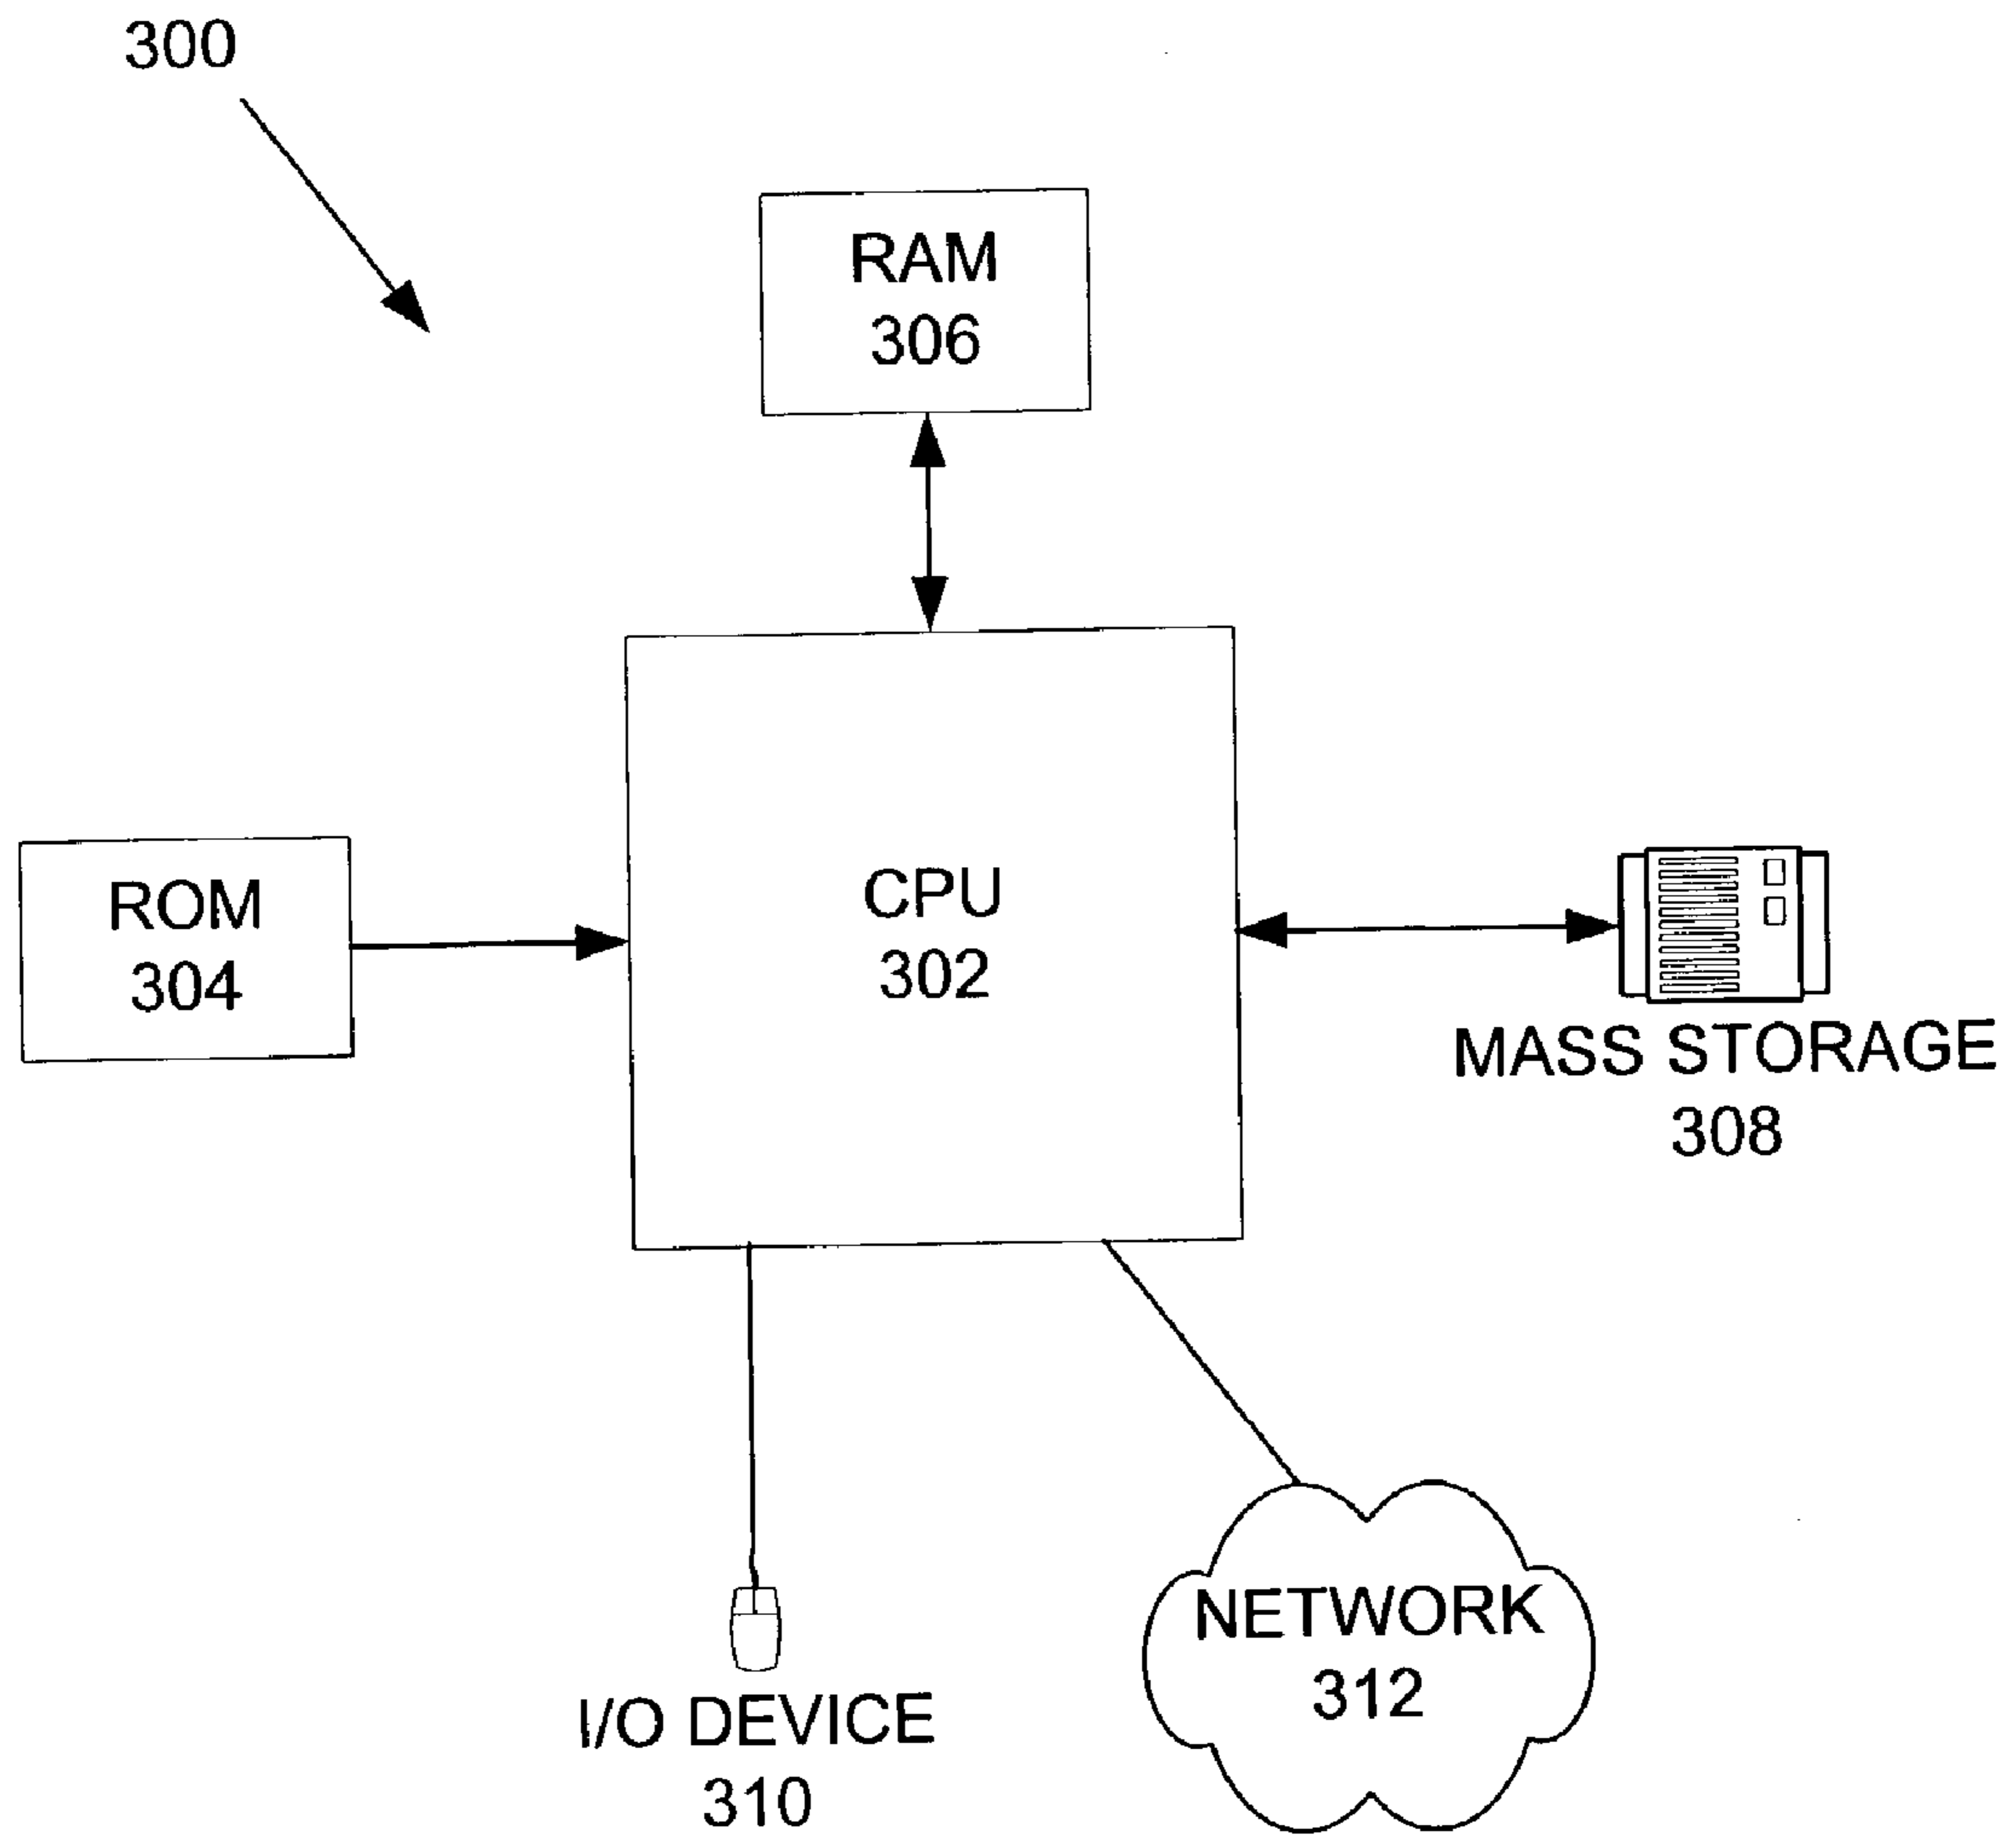 300
RAM
306
ROM
304
CPU
302
MASS STORAGE
308
NETWORK
312
I/O DEVICE
310